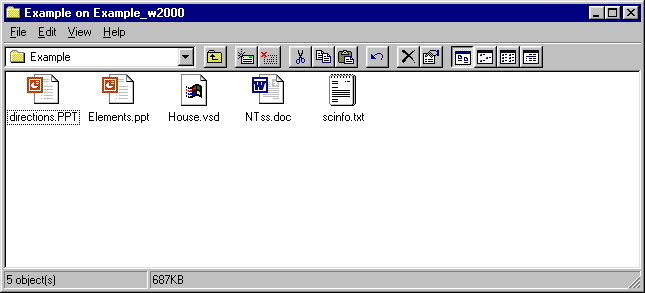 Example on Example_w2000
File Edit View Help
Example
directions.PPT Elements.ppt House.vsd NTss.doc scinfo.txt
5 object(s) 687KB